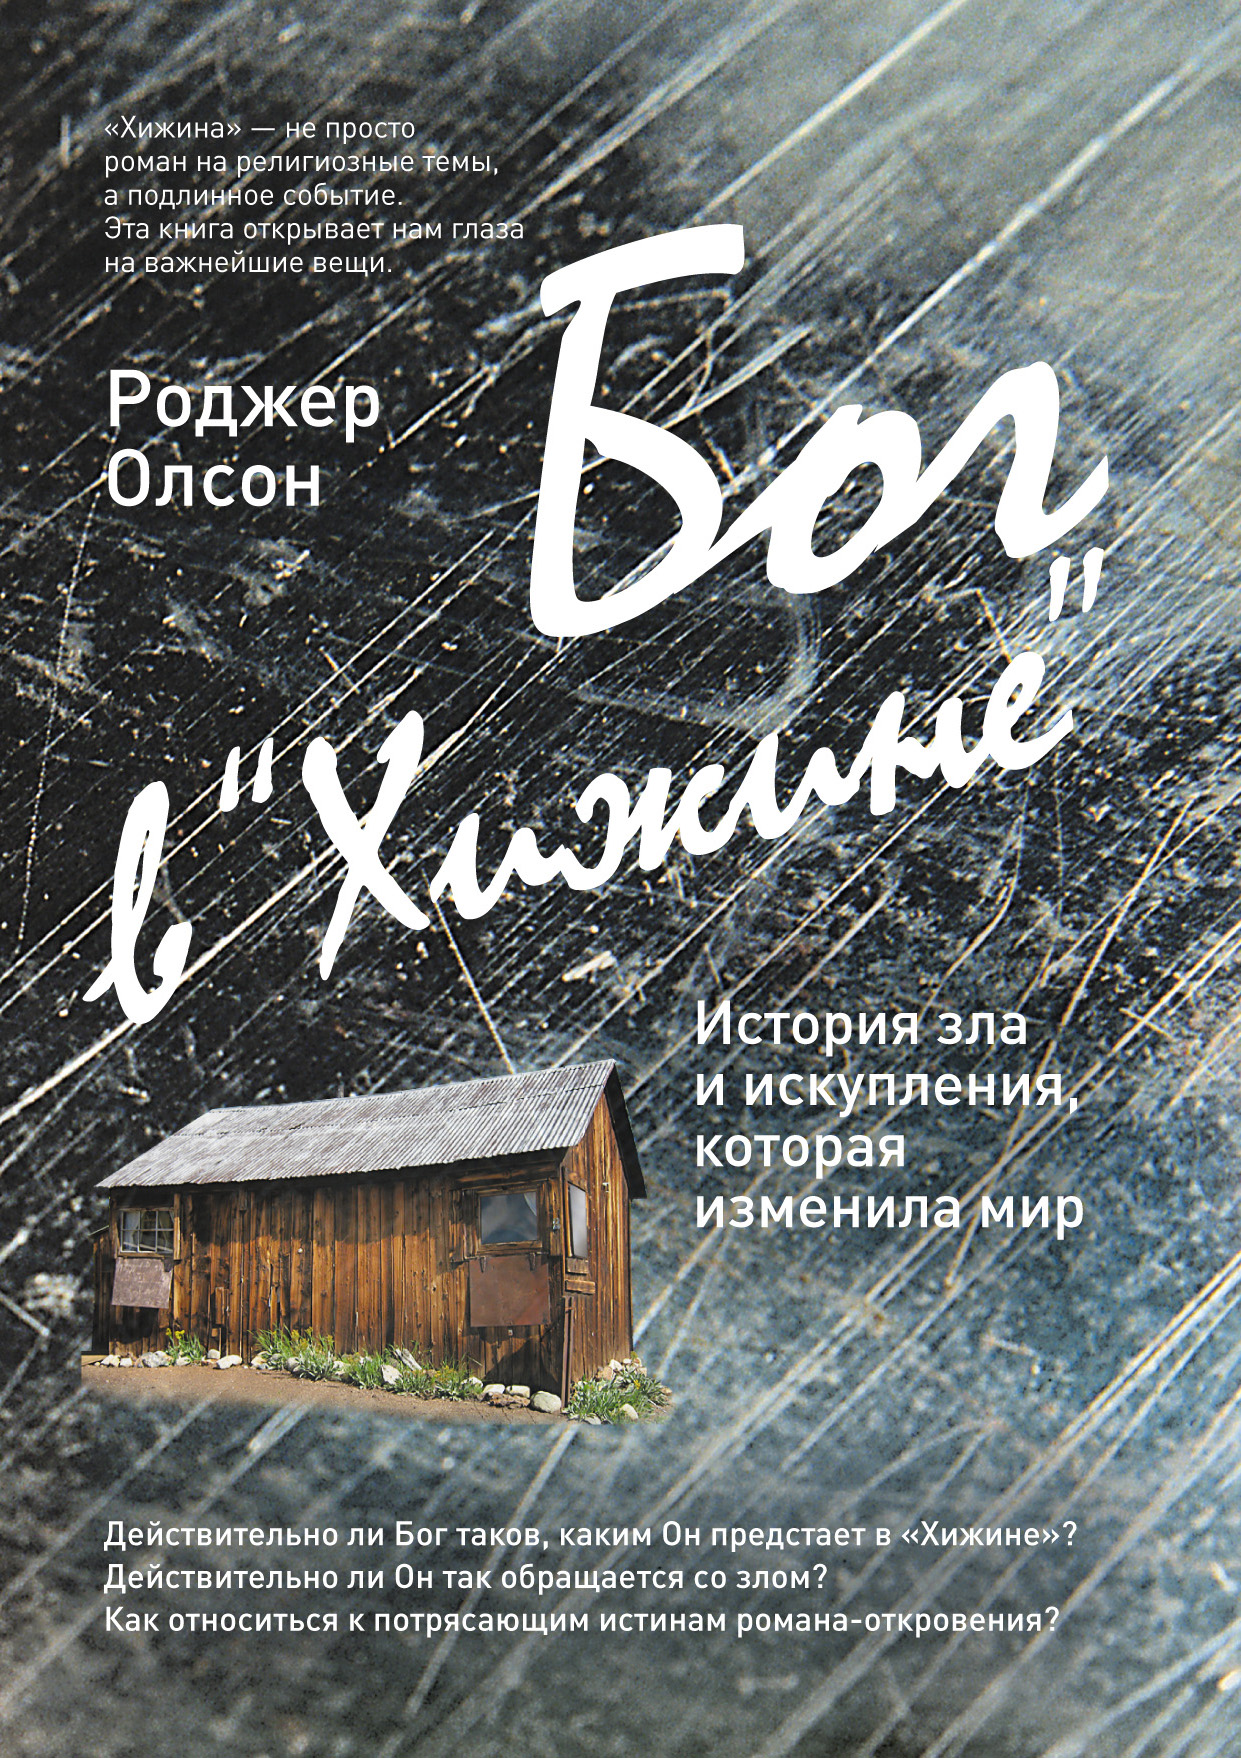 «Хижина» — не просто
роман на религиозные темы,
а подлинное событие.
Эта книга открывает нам глаза
на важнейшие вещи.
Роджер
Олсон
Бог
в "Хижине"
История зла
и искупления,
которая
изменила мир
Действительно ли Бог таков, каким Он предстает в «Хижине»?
Действительно ли Он так обращается со злом?
Как относиться к потрясающим истинам романа-откровения?